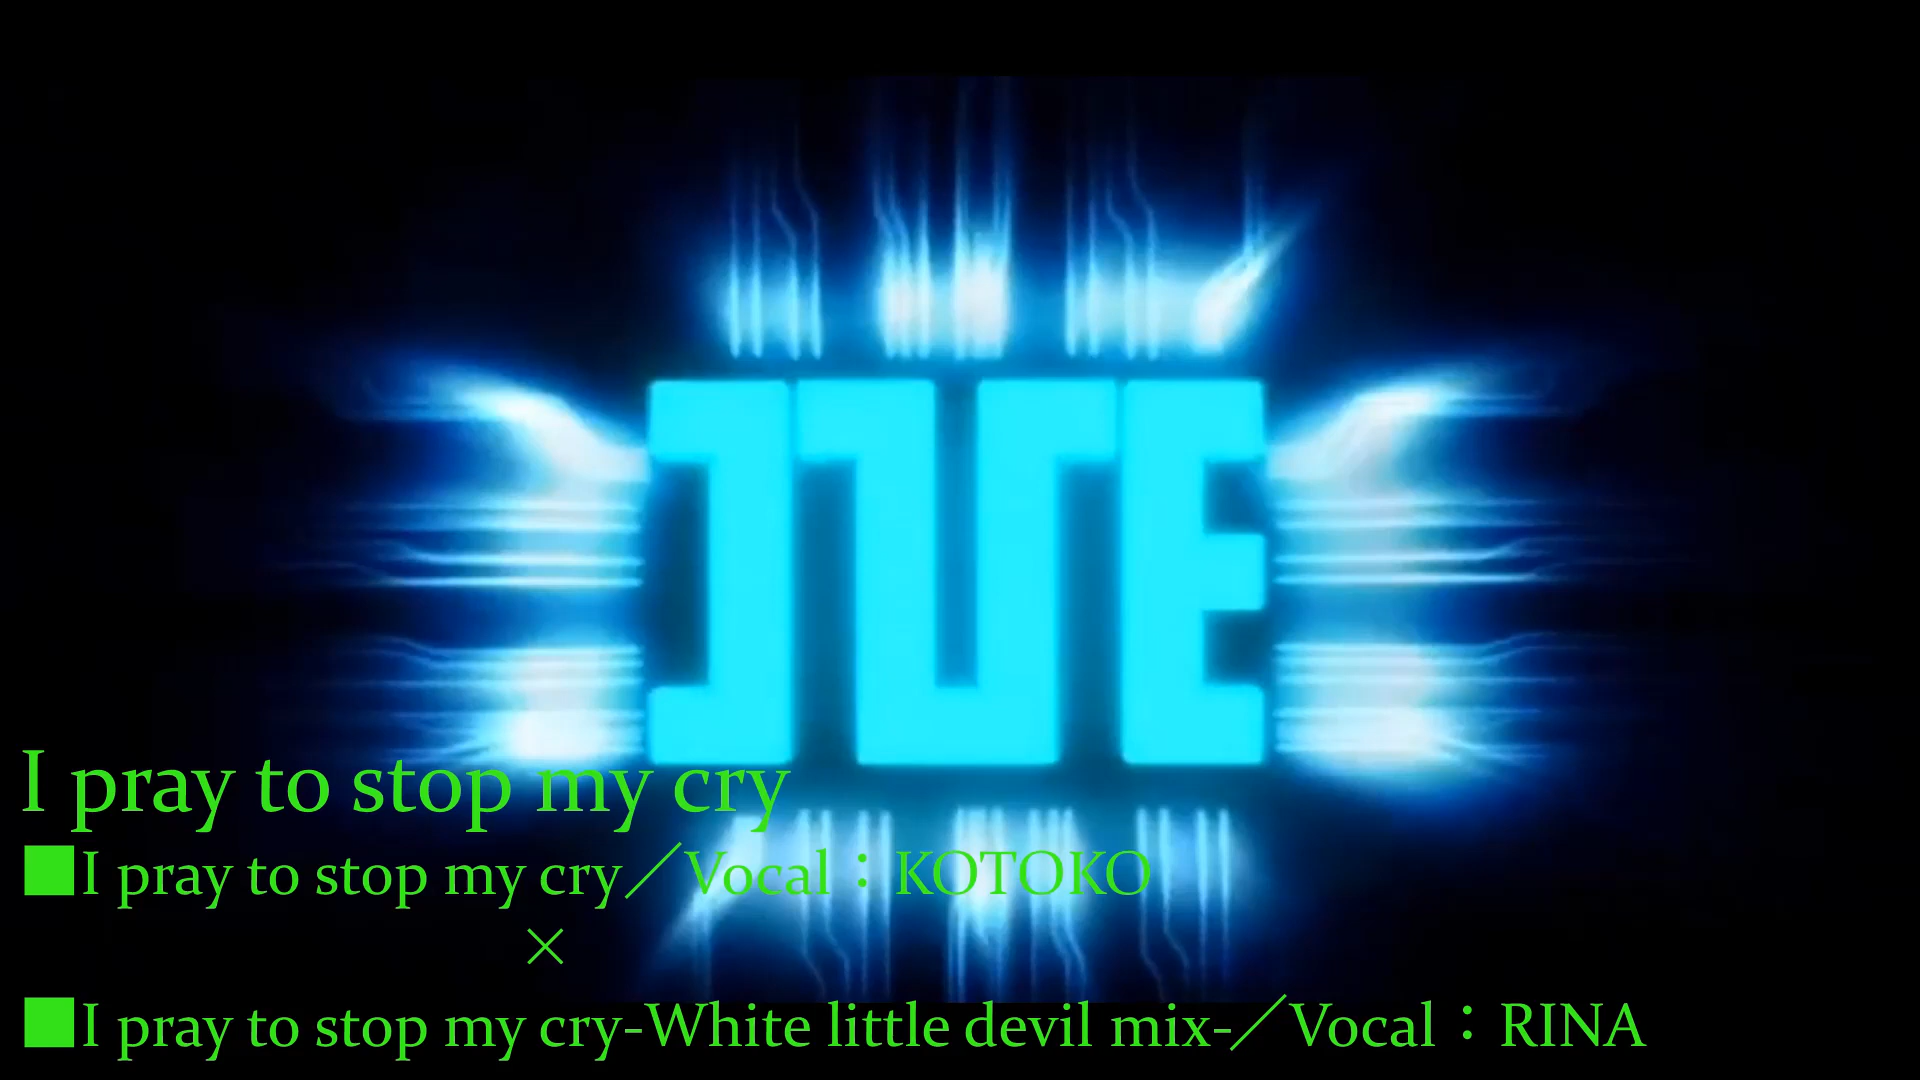 I pray to stop my cry
■I pray to stop my cry／Vocal：KOTOKO
×
■I pray to stop my cry-White little devil mix-／Vocal：RINA